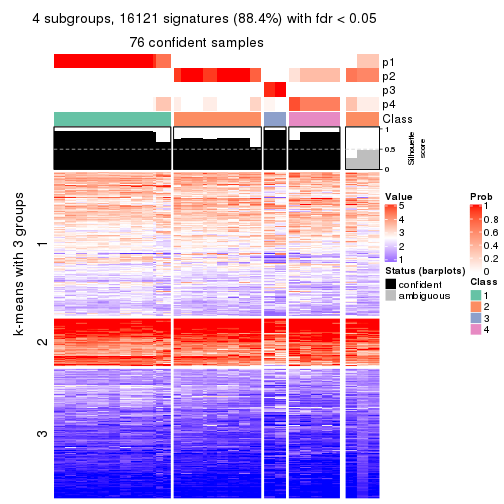 4 subgroups, 16121 signatures (88.4%) with fdr < 0.05
76 confident samples
p1
p2
p3
p4
Class
1
0.5
0
Silhouette
score
k-means with 3 groups
1
2
3
Value
5
4
3
2
1
Status (barplots)
confident
ambiguous
Prob
1
0.8
0.6
0.4
0.2
0
Class
1
2
3
4